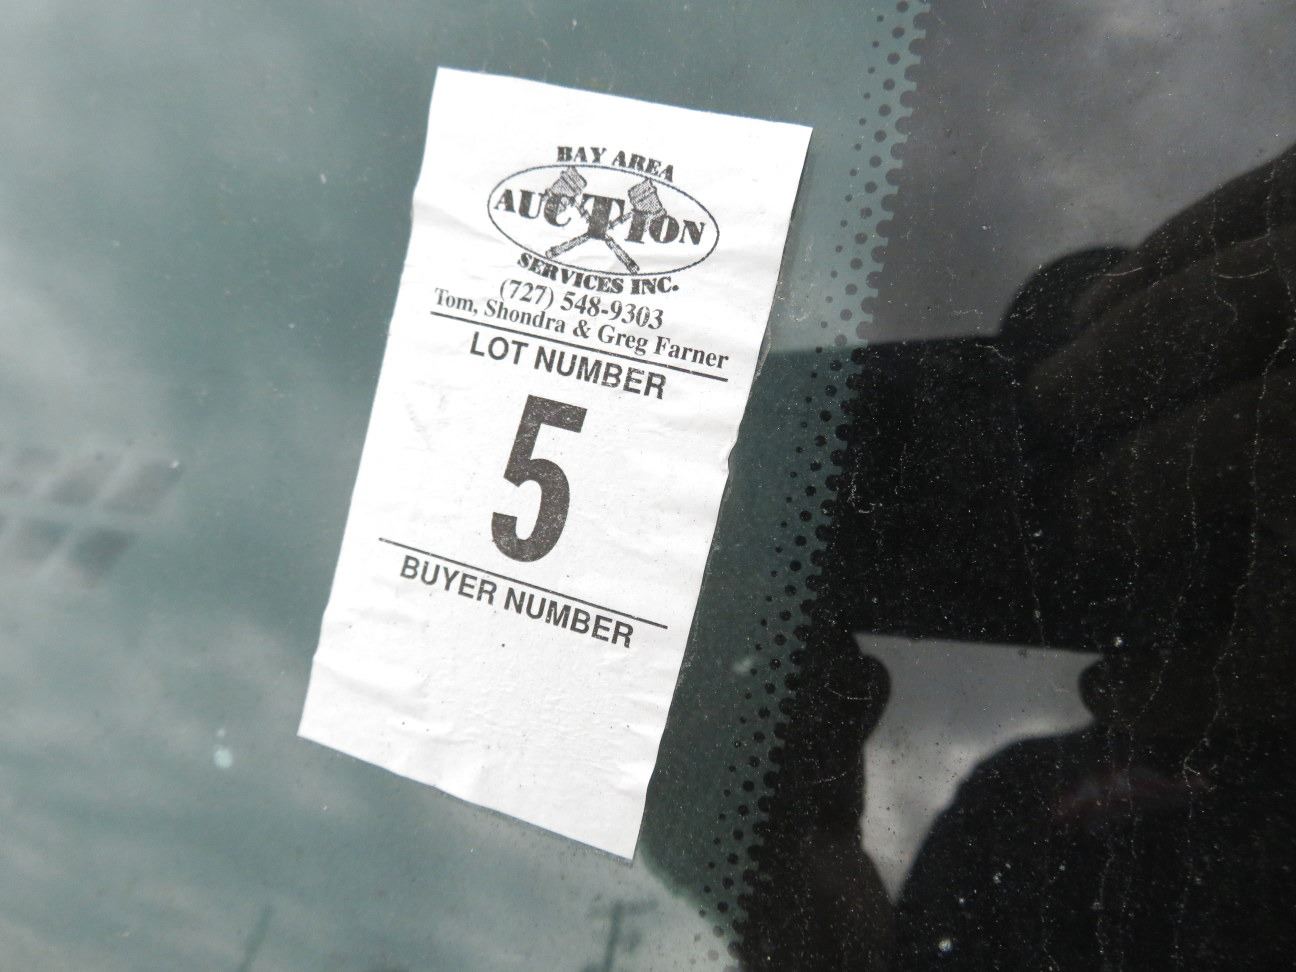 BAY AREA
AUCTION
SERVICES INC.
(727) 548-9303
Tom, Shondra & Greg Farner
LOT NUMBER
5
BUYER NUMBER